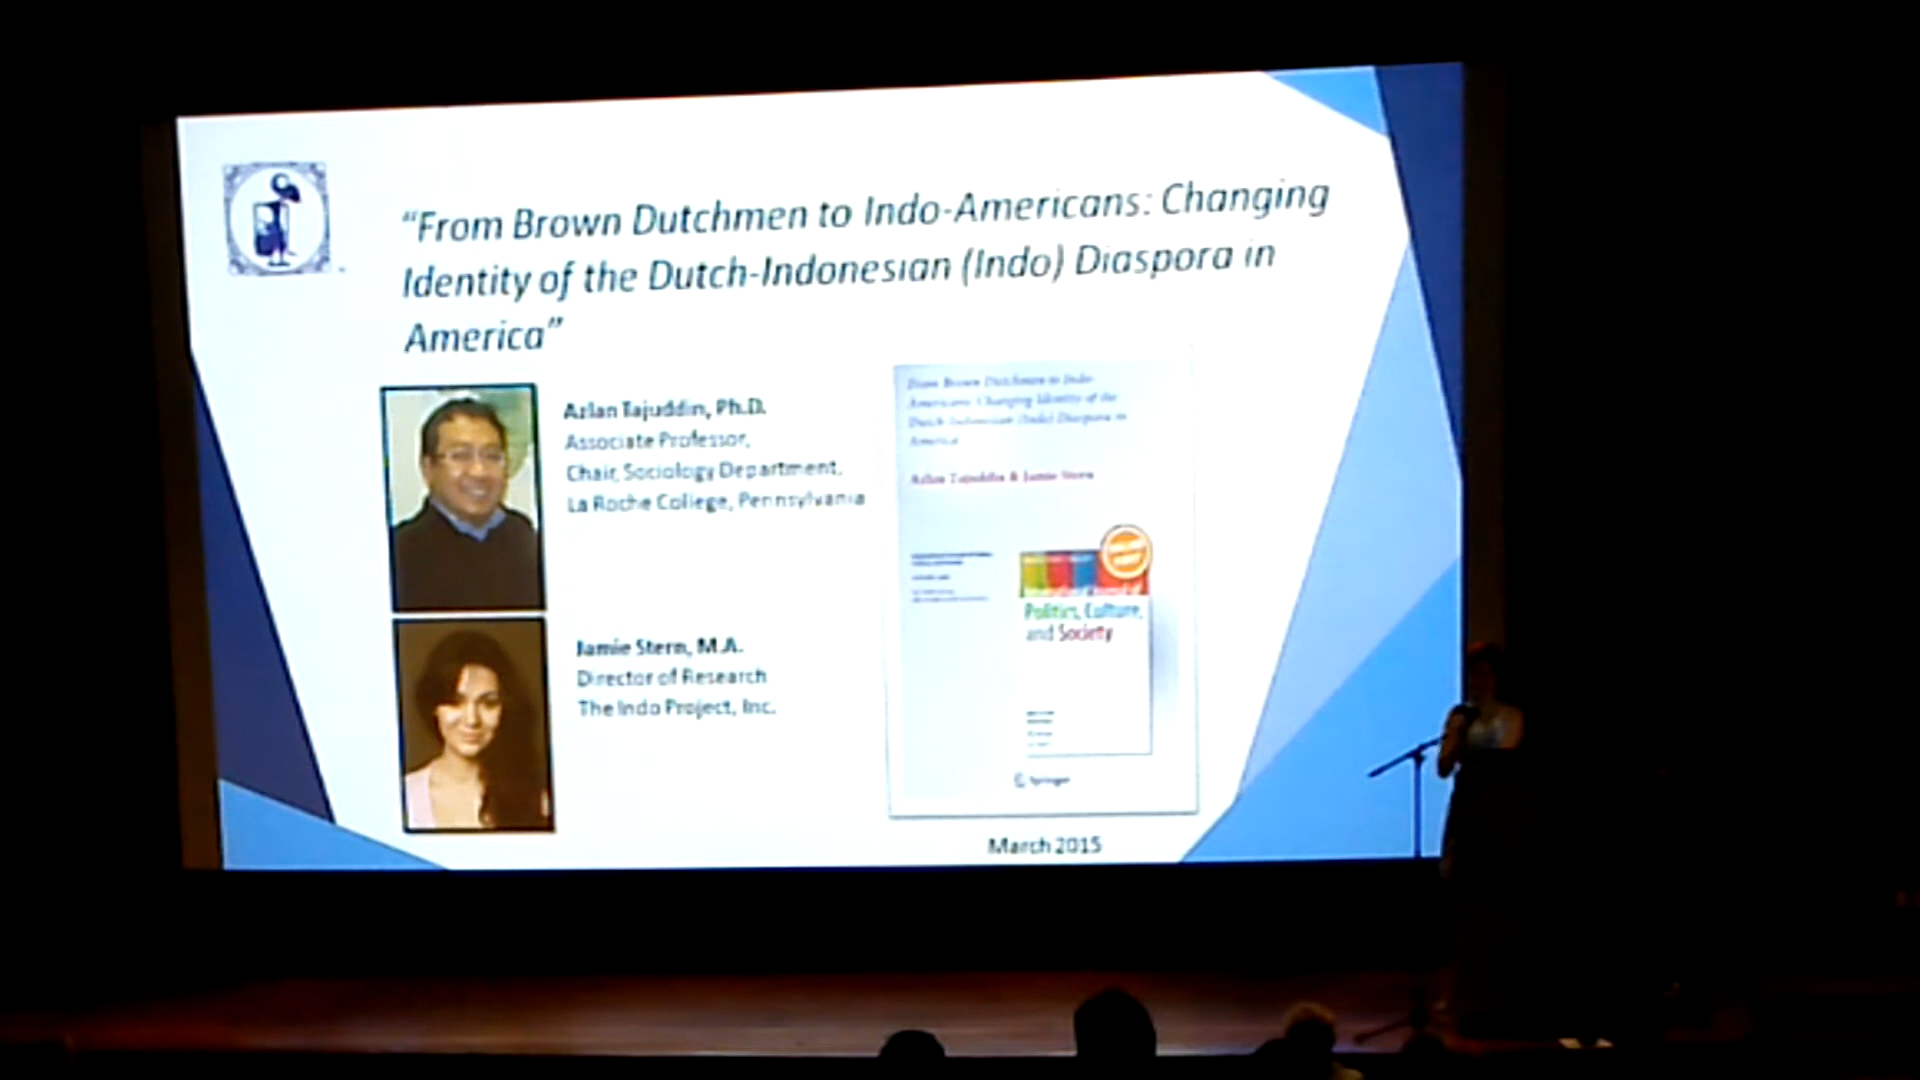 “From Brown Dutchmen to Indo-Americans: Changing
Identity of the Dutch-Indonesian (Indo) Diaspora in
America”
Azlan Tajuddin, Ph.D.
Associate Professor,
Chair, Sociology Department,
La Roche College, Pennsylvania
Jamie Stern, M.A.
Director of Research
The Indo Project, Inc.
From Brown Dutchmen to Indo-
Americans: Changing Identity of the
Dutch-Indonesian (Indo) Diaspora in
America
Azlan Tajuddin & Jamie Stern
Politics, Culture,
and Society
Springer
March 2015